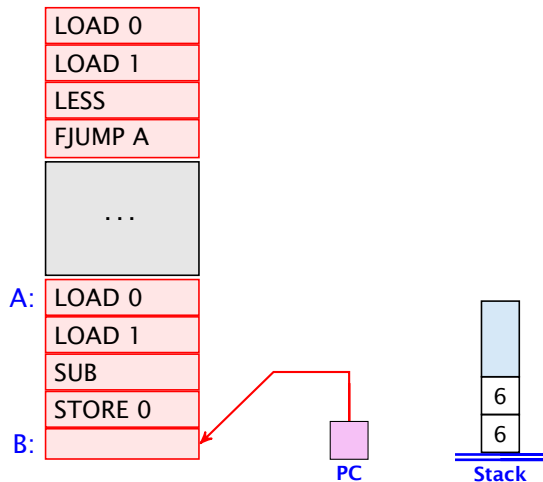 LOAD 0
LOAD 1
LESS
FJUMP A
...
A: LOAD 0
LOAD 1
SUB
STORE 0
B:
PC
6
6
Stack